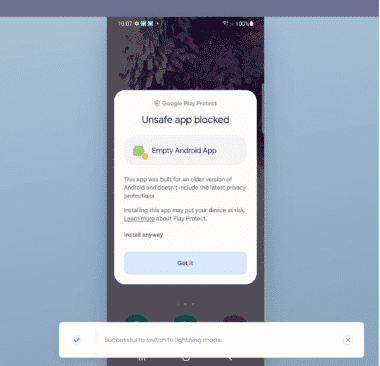 10:07
100%
Google Play Protect
Unsafe app blocked
Empty Android App
This app was built for an older version of
Android and doesn't include the latest privacy
protections
Installing this app may put your device at risk.
Learn more about Play Protect.
Install anyway
Got it
Successful to switch to lightning mode.